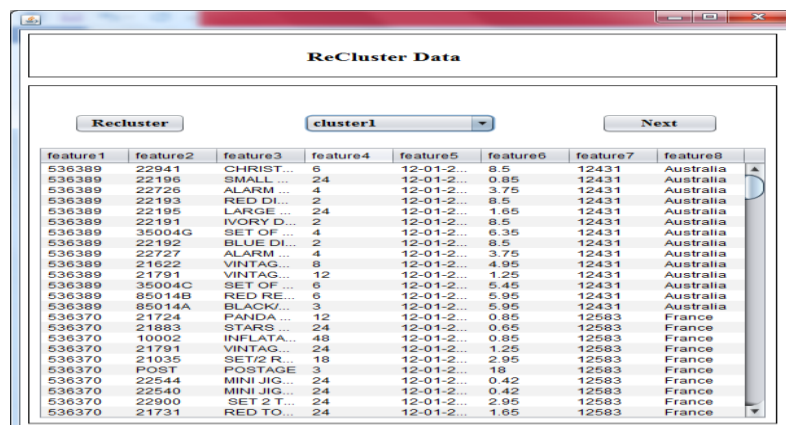 ReCluster Data
Recluster cluster1 Next
feature1 feature2 feature3 feature4 feature5 feature6 feature7 feature8
536389 22941 CHRIST... 6 12-01-2... 8.5 12431 Australia
536389 22196 SMALL ... 24 12-01-2... 0.85 12431 Australia
536389 22726 ALARM ... 4 12-01-2... 3.75 12431 Australia
536389 22193 RED DI... 2 12-01-2... 8.5 12431 Australia
536389 22195 LARGE ... 24 12-01-2... 1.65 12431 Australia
536389 22191 IVORY D... 2 12-01-2... 8.5 12431 Australia
536389 35004G SET OF ... 4 12-01-2... 6.35 12431 Australia
536389 22192 BLUE DI... 2 12-01-2... 8.5 12431 Australia
536389 22727 ALARM ... 4 12-01-2... 3.75 12431 Australia
536389 21622 VINTAG... 8 12-01-2... 4.95 12431 Australia
536389 21791 VINTAG... 12 12-01-2... 1.25 12431 Australia
536389 35004C SET OF ... 6 12-01-2... 5.45 12431 Australia
536389 85014B RED RE... 6 12-01-2... 5.95 12431 Australia
536389 85014A BLACK/... 3 12-01-2... 5.95 12431 Australia
536370 21724 PANDA ... 12 12-01-2... 0.85 12583 France
536370 21883 STARS ... 24 12-01-2... 0.65 12583 France
536370 10002 INFLATA... 48 12-01-2... 0.85 12583 France
536370 21791 VINTAG... 24 12-01-2... 1.25 12583 France
536370 21035 SET/2 R... 18 12-01-2... 2.95 12583 France
536370 POST POSTAGE 3 12-01-2... 18 12583 France
536370 22544 MINI JIG... 24 12-01-2... 0.42 12583 France
536370 22540 MINI JIG... 24 12-01-2... 0.42 12583 France
536370 22900 SET 2 T... 24 12-01-2... 2.95 12583 France
536370 21731 RED TO... 24 12-01-2... 1.65 12583 France